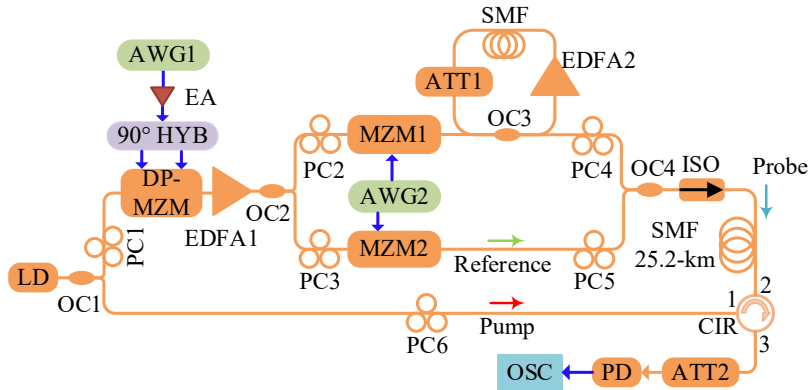 SMF
AWG1
EDFA2
ATT1
EA
OC3
90° HYB
MZM1
PC2
PC4
DP-
MZM
OC4
ISO
Probe
AWG2
OC2
EDFA1
PC1
SMF
25.2-km
MZM2
PC3
Reference
PC5
LD
OC1
1
2
CIR
PC6
Pump
3
OSC
PD
ATT2